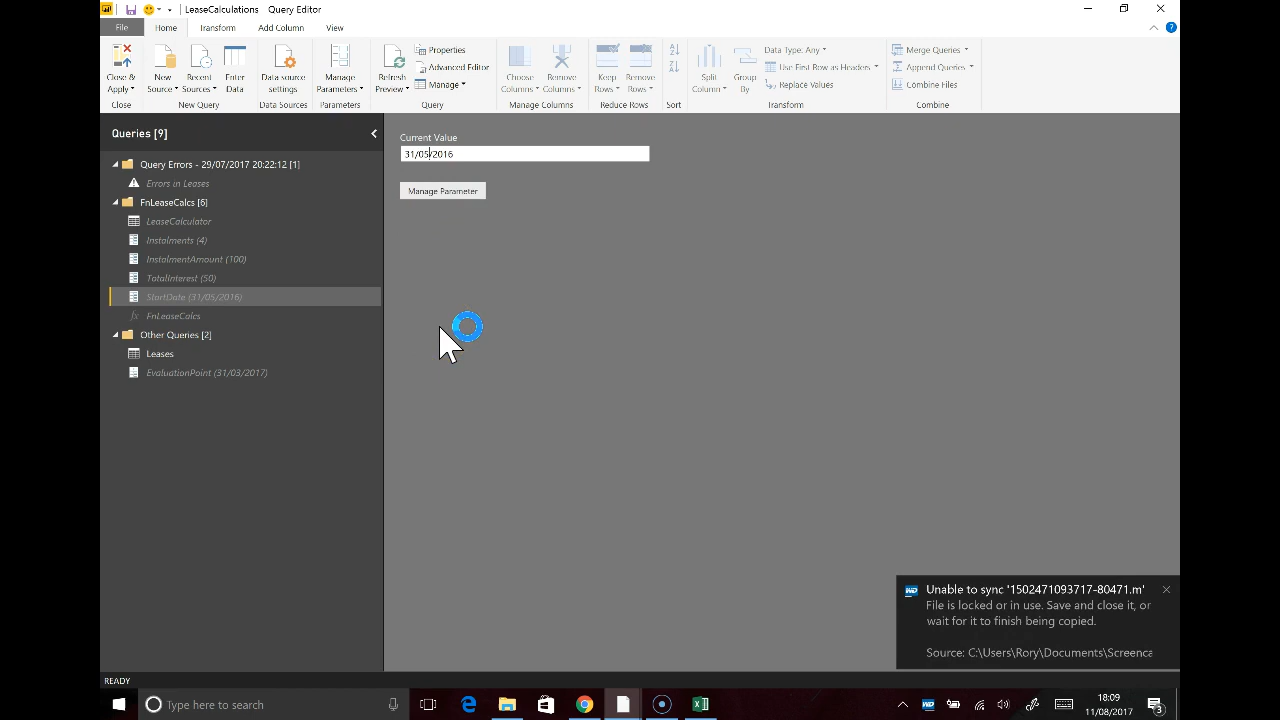 LeaseCalculations Query Editor
File Home Transform Add Column View
Close & Apply
New Source
Recent Sources
Enter Data
Data source settings
Manage Parameters
Refresh Preview
Properties
Advanced Editor
Manage
Choose Columns
Remove Columns
Keep Rows
Remove Rows
Split Column
Group By
Data Type: Any
Use First Row as Headers
Replace Values
Merge Queries
Append Queries
Combine Files
Close New Query Data Sources Parameters Query Manage Columns Reduce Rows Sort Transform Combine
Queries [9]
Query Errors - 29/07/2017 20:22:12 [1]
Errors in Leases
FnLeaseCalcs [6]
LeaseCalculator
Instalments (4)
InstalmentAmount (100)
TotalInterest (50)
StartDate (31/05/2016)
fx FnLeaseCalcs
Other Queries [2]
Leases
EvaluationPoint (31/03/2017)
Current Value
31/05/2016
Manage Parameter
WD Unable to sync '1502471093717-80471.m'
File is locked or in use. Save and close it, or
wait for it to finish being copied.
Source: C:\Users\Rory\Documents\Screenca
READY
Type here to search
18:09
11/08/2017
3